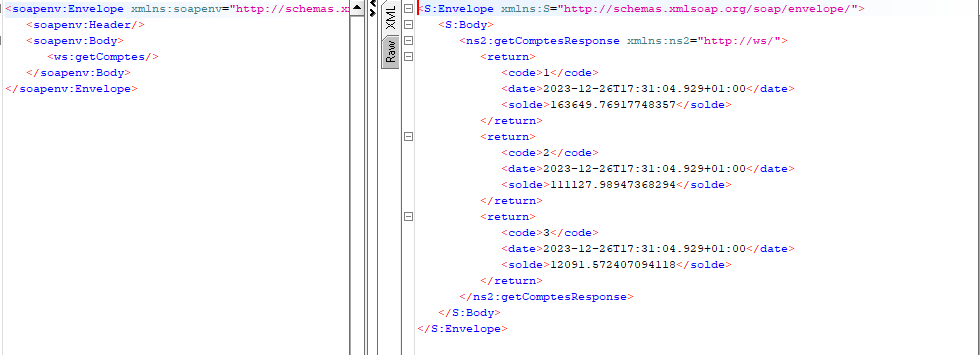 <soapenv:Envelope xmlns:soapenv="http://schemas.x
<soapenv:Header/>
<soapenv:Body>
<ws:getComptes/>
</soapenv:Body>
</soapenv:Envelope>
XML
Raw
<S:Envelope xmlns:S="http://schemas.xmlsoap.org/soap/envelope/">
<S:Body>
<ns2:getComptesResponse xmlns:ns2="http://ws/">
<return>
<code>1</code>
<date>2023-12-26T17:31:04.929+01:00</date>
<solde>163649.76917748357</solde>
</return>
<return>
<code>2</code>
<date>2023-12-26T17:31:04.929+01:00</date>
<solde>111127.98947368294</solde>
</return>
<return>
<code>3</code>
<date>2023-12-26T17:31:04.929+01:00</date>
<solde>12091.572407094118</solde>
</return>
</ns2:getComptesResponse>
</S:Body>
</S:Envelope>